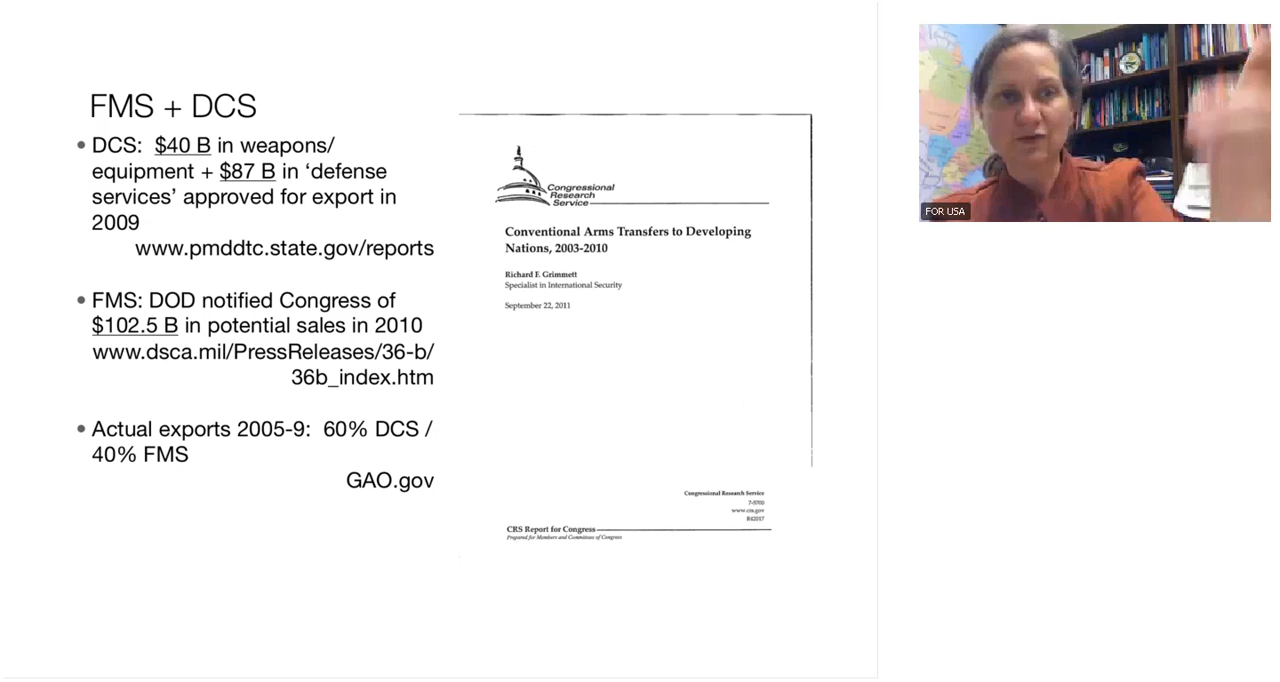 FMS + DCS
• DCS: $40 B in weapons/
equipment + $87 B in ‘defense
services’ approved for export in
2009
www.pmddtc.state.gov/reports
• FMS: DOD notified Congress of
$102.5 B in potential sales in 2010
www.dsca.mil/PressReleases/36-b/
36b_index.htm
• Actual exports 2005-9: 60% DCS /
40% FMS
GAO.gov
Congressional
Research
Service
Conventional Arms Transfers to Developing
Nations, 2003-2010
Richard F. Grimmett
Specialist in International Security
September 22, 2011
Congressional Research Service
7-5700
www.crs.gov
R42017
CRS Report for Congress
Prepared for Members and Committees of Congress
FOR USA